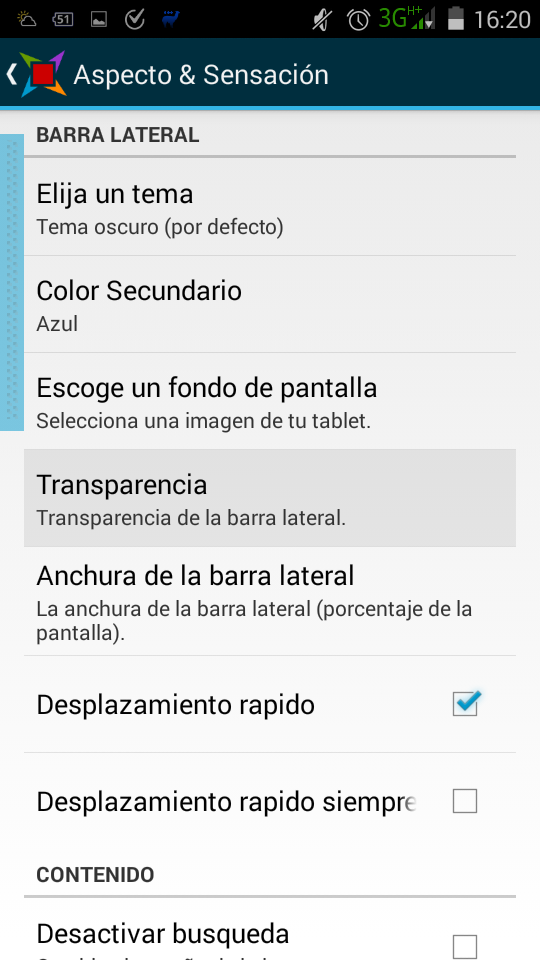 51 3G H+ 16:20
Aspecto & Sensación
BARRA LATERAL
Elija un tema
Tema oscuro (por defecto)
Color Secundario
Azul
Escoge un fondo de pantalla
Selecciona una imagen de tu tablet.
Transparencia
Transparencia de la barra lateral.
Anchura de la barra lateral
La anchura de la barra lateral (porcentaje de la
pantalla).
Desplazamiento rapido
Desplazamiento rapido siempre
CONTENIDO
Desactivar busqueda